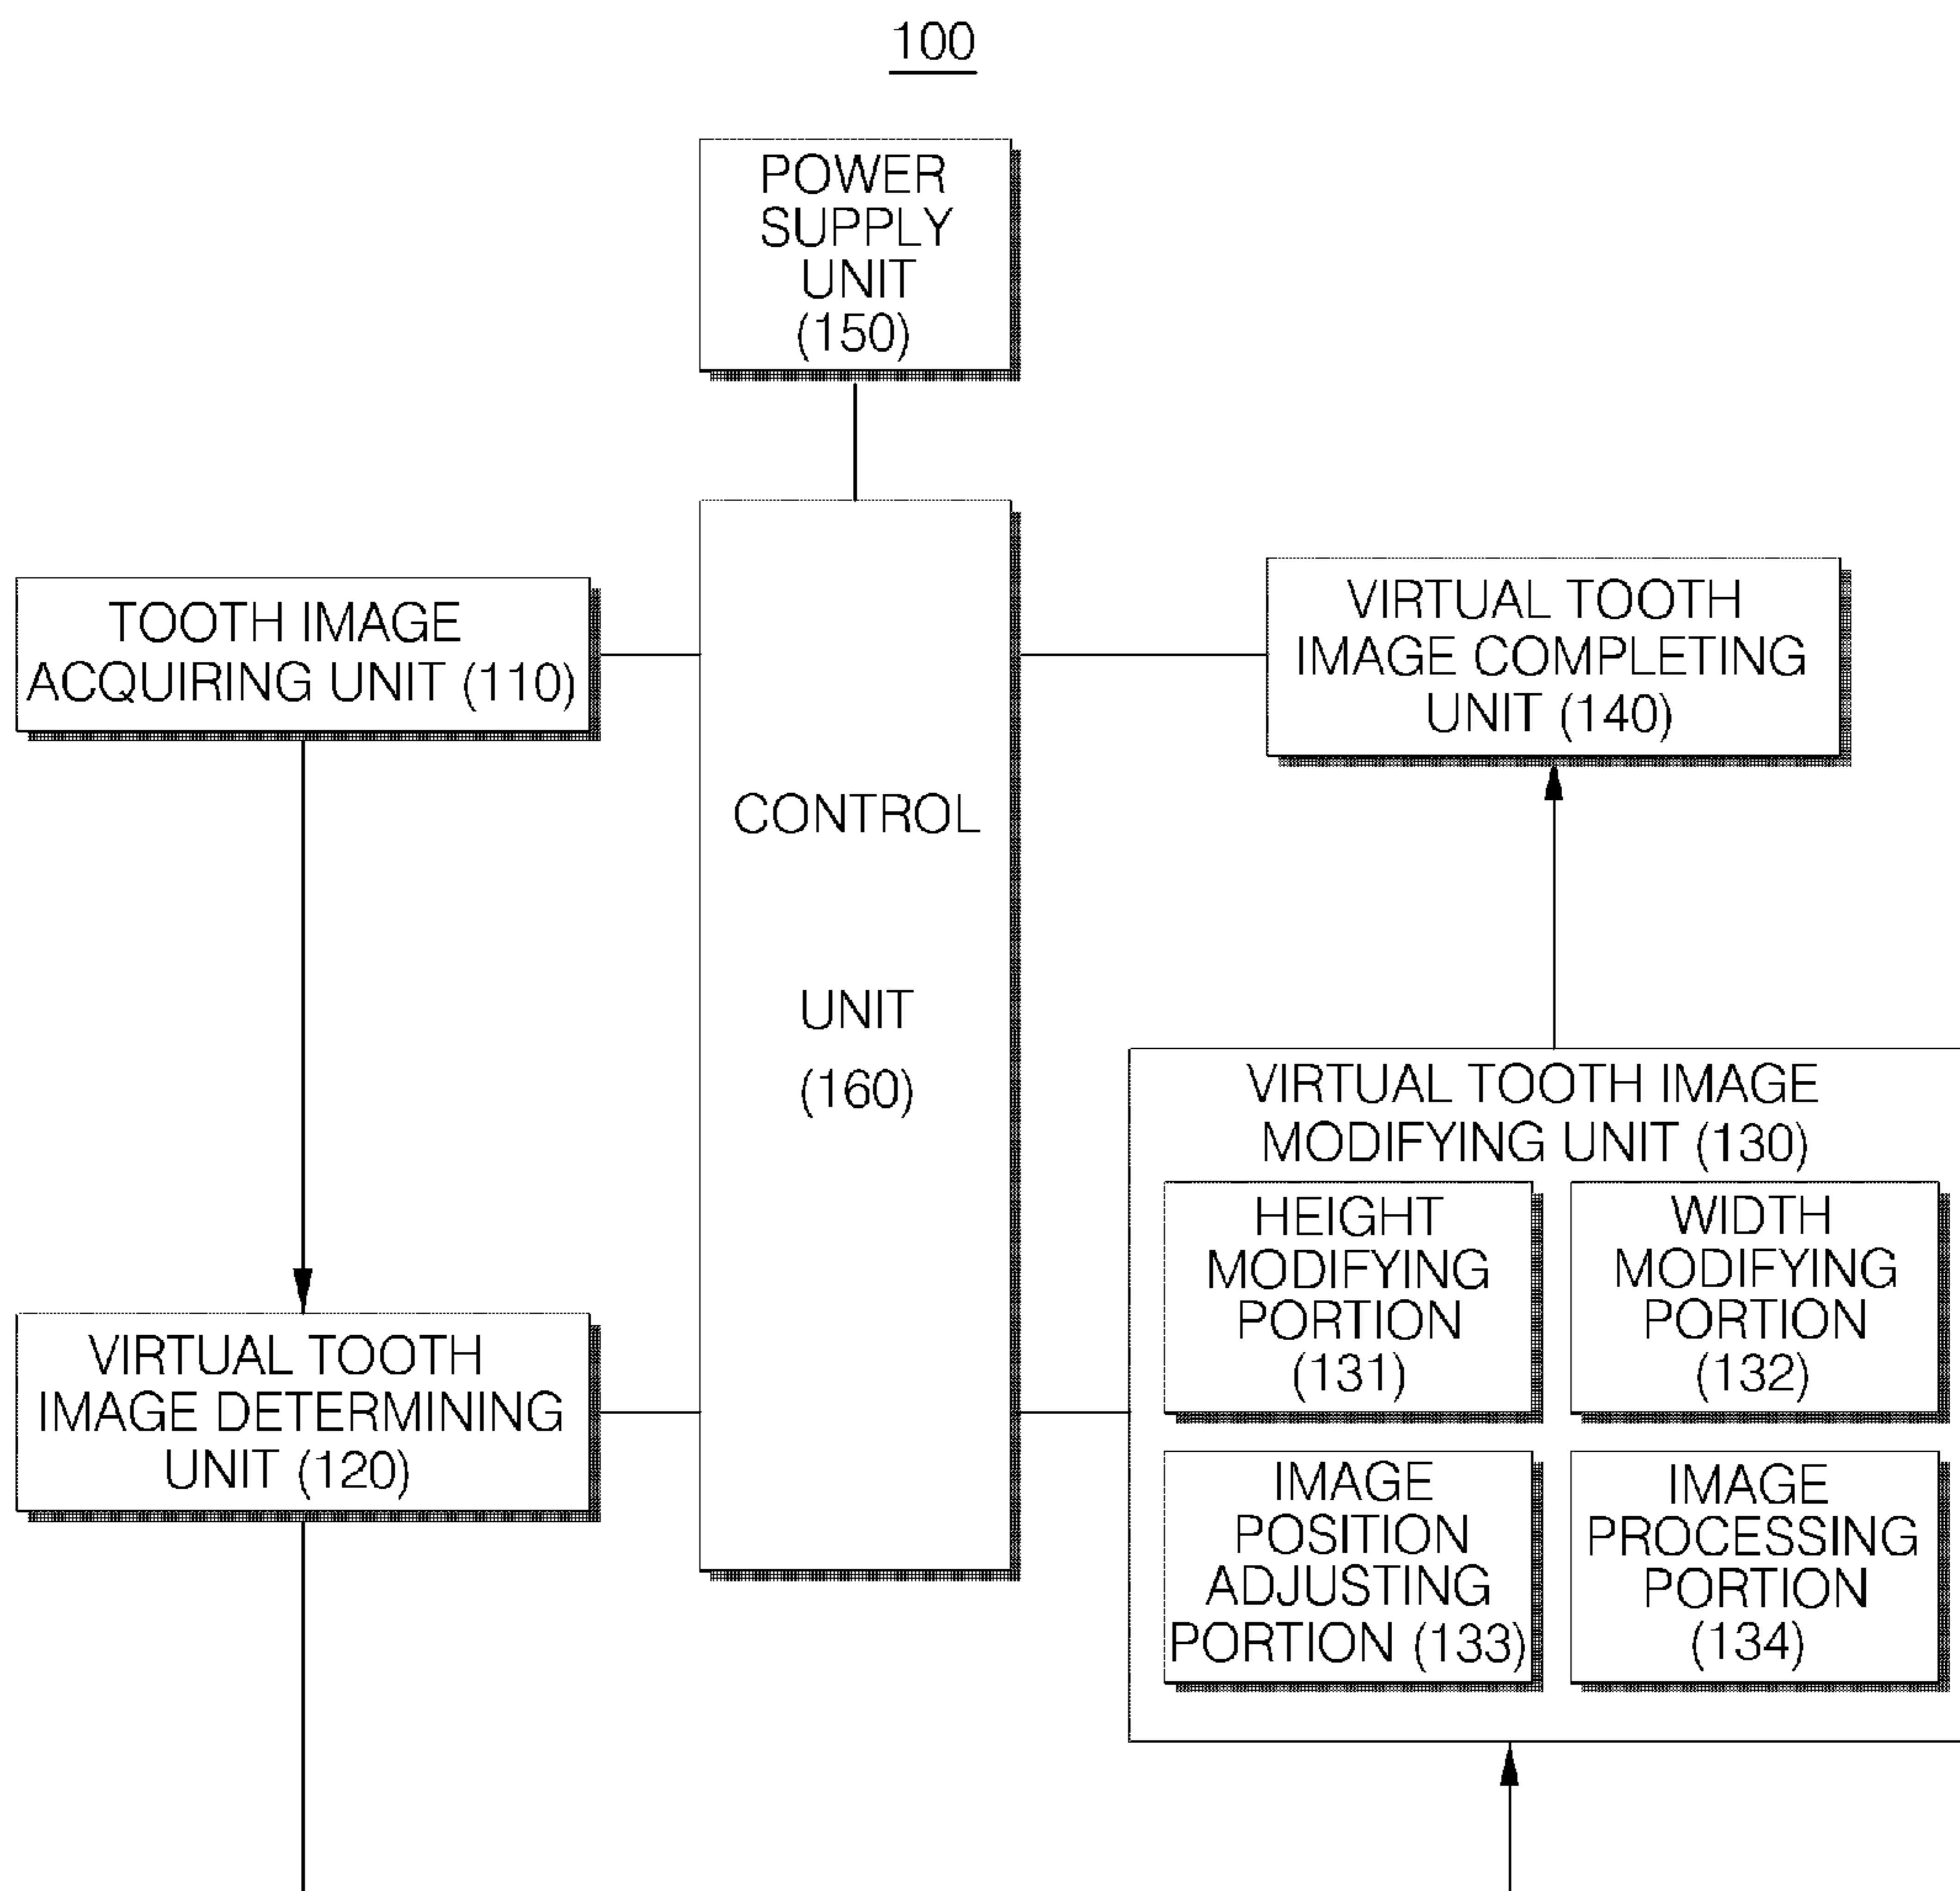 100
POWER
SUPPLY
UNIT
(150)
TOOTH IMAGE
ACQUIRING UNIT (110)
CONTROL
UNIT
(160)
VIRTUAL TOOTH
IMAGE COMPLETING
UNIT (140)
VIRTUAL TOOTH
IMAGE DETERMINING
UNIT (120)
VIRTUAL TOOTH IMAGE
MODIFYING UNIT (130)
HEIGHT
MODIFYING
PORTION
(131)
WIDTH
MODIFYING
PORTION
(132)
IMAGE
POSITION
ADJUSTING
PORTION (133)
IMAGE
PROCESSING
PORTION
(134)